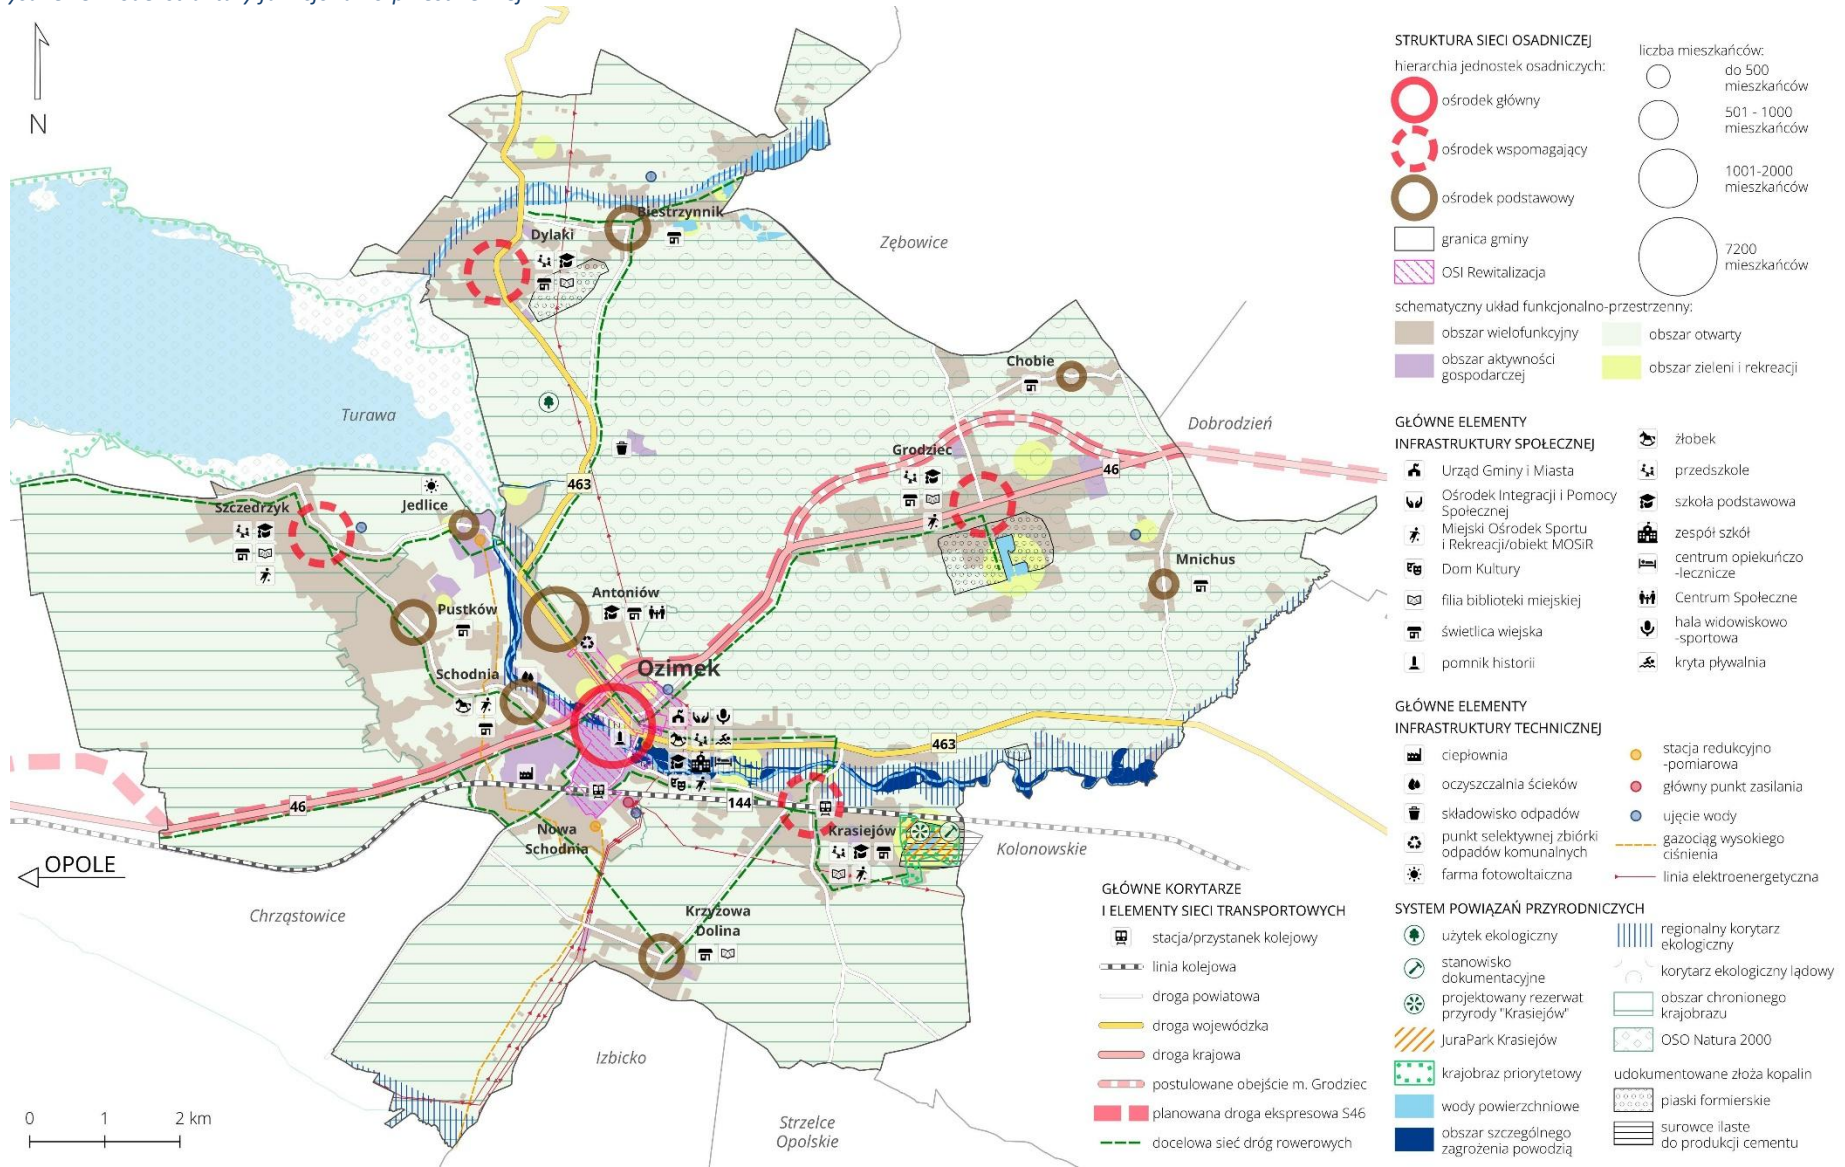 N
Zębowice
Biestrzynnik
Dylaki
Chobie
Turawa
Dobrodzień
Grodziec
46
463
Szczedrzyk
Jedlice
Mnichus
Antoniów
Pustków
Ozimek
Schodnia
463
46
144
Nowa
Schodnia
Krasiejów
Kolonowskie
OPOLE
Chrząstowice
Krzyżowa
Dolina
Izbicko
Strzelce
Opolskie
0 1 2 km
GŁÓWNE KORYTARZE
I ELEMENTY SIECI TRANSPORTOWYCH
stacja/przystanek kolejowy
linia kolejowa
droga powiatowa
droga wojewódzka
droga krajowa
postulowane obejście m. Grodziec
planowana droga ekspresowa S46
docelowa sieć dróg rowerowych
STRUKTURA SIECI OSADNICZEJ
hierarchia jednostek osadniczych:
ośrodek główny
ośrodek wspomagający
ośrodek podstawowy
granica gminy
OSI Rewitalizacja
liczba mieszkańców:
do 500
mieszkańców
501 - 1000
mieszkańców
1001-2000
mieszkańców
7200
mieszkańców
schematyczny układ funkcjonalno-przestrzenny:
obszar wielofunkcyjny
obszar aktywności
gospodarczej
obszar otwarty
obszar zieleni i rekreacji
GŁÓWNE ELEMENTY
INFRASTRUKTURY SPOŁECZNEJ
Urząd Gminy i Miasta
Ośrodek Integracji i Pomocy
Społecznej
Miejski Ośrodek Sportu
i Rekreacji/obiekt MOSiR
Dom Kultury
filia biblioteki miejskiej
świetlica wiejska
pomnik historii
żłobek
przedszkole
szkoła podstawowa
zespół szkół
centrum opiekuńczo
-lecznicze
Centrum Społeczne
hala widowiskowo
-sportowa
kryta pływalnia
GŁÓWNE ELEMENTY
INFRASTRUKTURY TECHNICZNEJ
ciepłownia
oczyszczalnia ścieków
składowisko odpadów
punkt selektywnej zbiórki
odpadów komunalnych
farma fotowoltaiczna
stacja redukcyjno
-pomiarowa
główny punkt zasilania
ujęcie wody
gazociąg wysokiego
ciśnienia
linia elektroenergetyczna
SYSTEM POWIĄZAŃ PRZYRODNICZYCH
użytek ekologiczny
stanowisko
dokumentacyjne
projektowany rezerwat
przyrody "Krasiejów"
JuraPark Krasiejów
krajobraz priorytetowy
wody powierzchniowe
obszar szczególnego
zagrożenia powodzią
regionalny korytarz
ekologiczny
korytarz ekologiczny lądowy
obszar chronionego
krajobrazu
OSO Natura 2000
udokumentowane złoża kopalin
piaski formierskie
surowce ilaste
do produkcji cementu